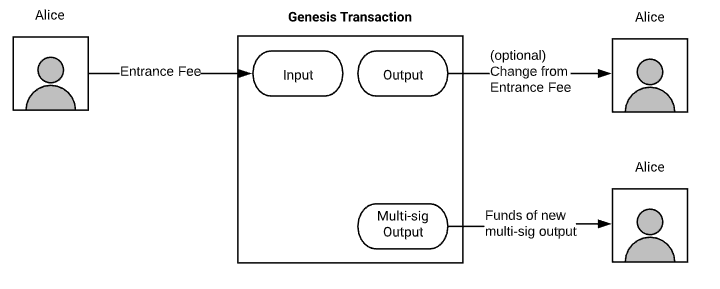 Genesis Transaction
Alice
Alice
Entrance Fee
Input
Output
(optional)
Change from
Entrance Fee
Alice
Multi-sig
Output
Funds of new
multi-sig output